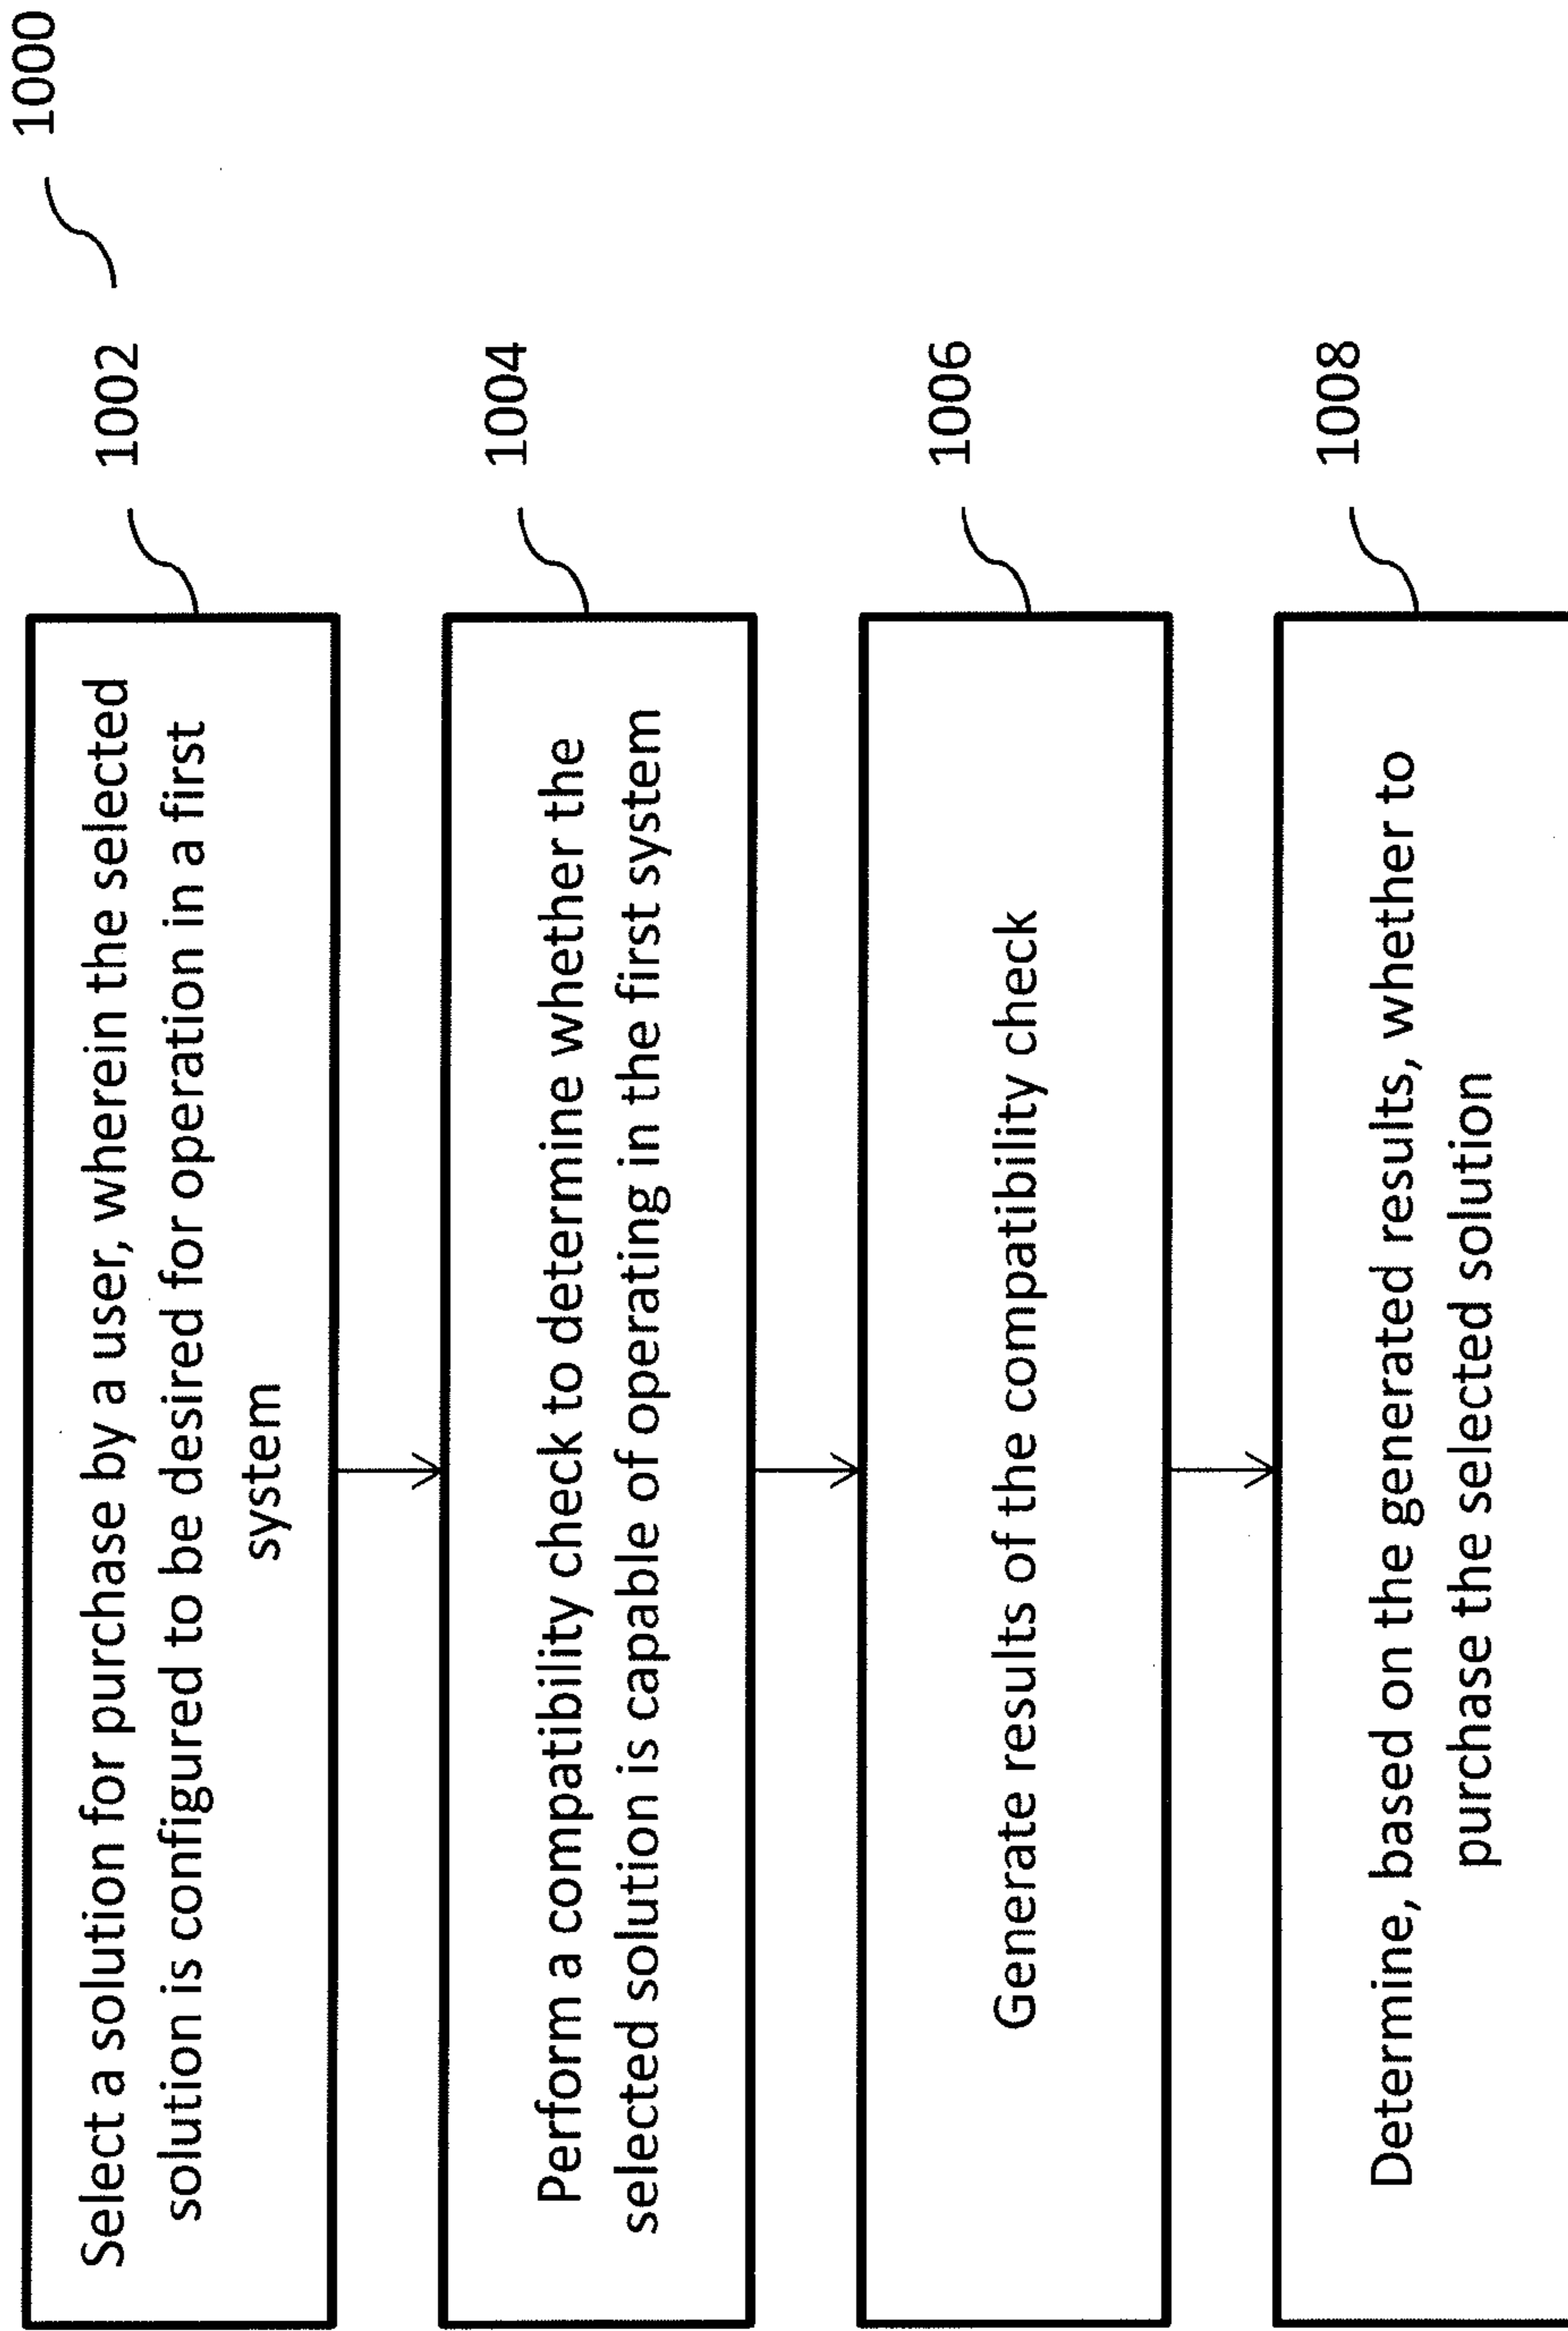 1000
1002
Select a solution for purchase by a user, wherein the selected
solution is configured to be desired for operation in a first
system
1004
Perform a compatibility check to determine whether the
selected solution is capable of operating in the first system
1006
Generate results of the compatibility check
1008
Determine, based on the generated results, whether to
purchase the selected solution